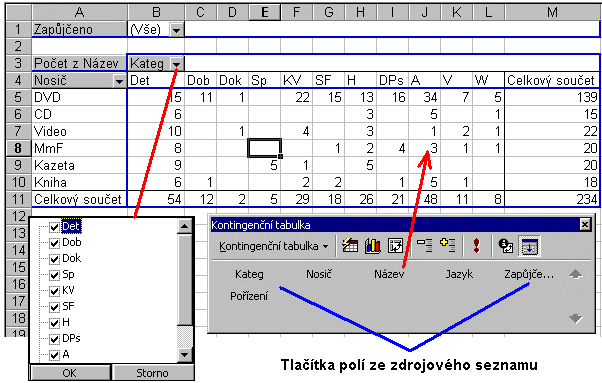 A B C D E F G H I J K L M
1 Zapůjčeno (Vše)
2
3 Počet z Název Kateg
4 Nosič Det Dob Dok Sp KV SF H DPs A V W Celkový součet
5 DVD 15 11 1 22 15 13 16 34 7 5 139
6 CD 6 3 5 1 15
7 Video 10 1 4 3 1 2 1 22
8 MmF 8 1 2 4 3 1 1 20
9 Kazeta 9 5 1 5 20
10 Kniha 6 1 2 2 1 5 1 18
11 Celkový součet 54 12 2 5 29 18 26 21 48 11 8 234
12
13
14
15
16
17
18
19
Det
Dob
Dok
Sp
KV
SF
H
DPs
A
OK Storno
Kontingenční tabulka
Kontingenční tabulka
Kateg Nosič Název Jazyk Zapůjče...
Pořízení
Tlačítka polí ze zdrojového seznamu